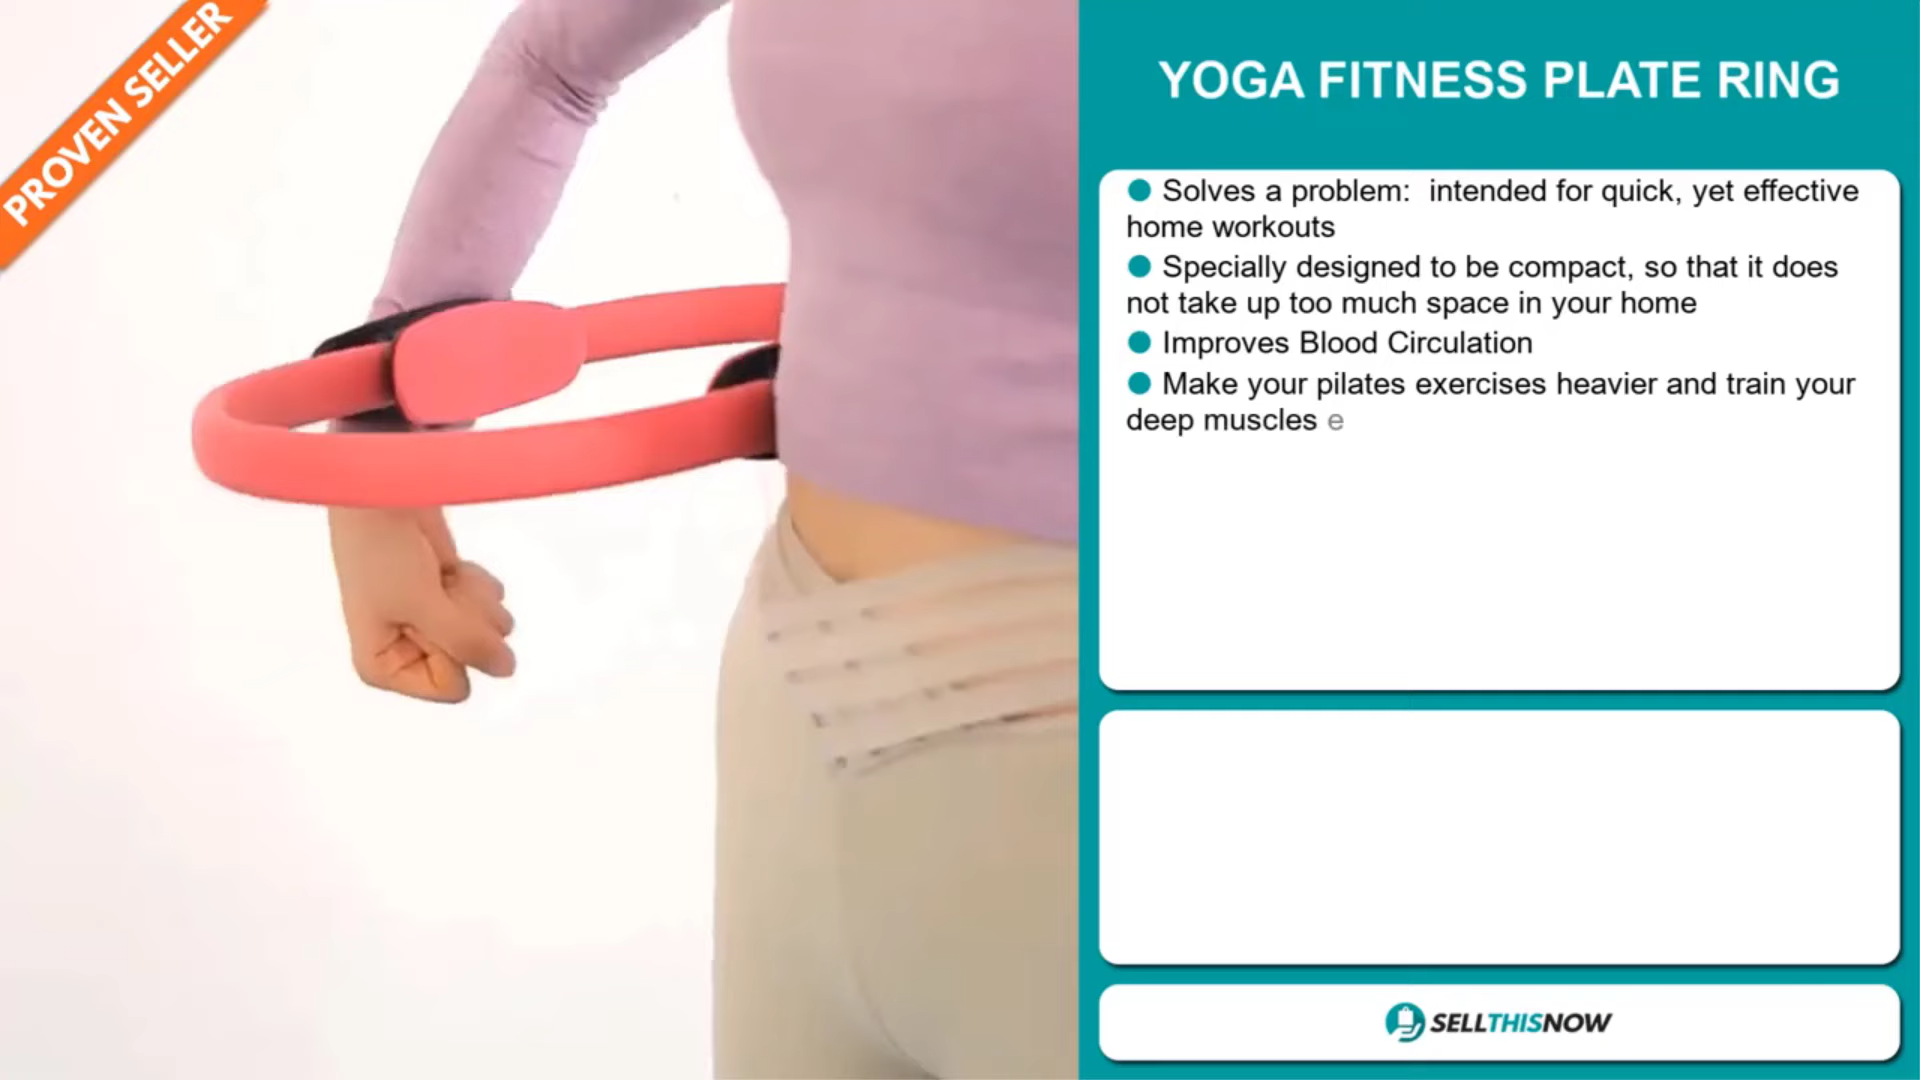 PROVEN SELLER
YOGA FITNESS PLATE RING
● Solves a problem:  intended for quick, yet effective
home workouts
● Specially designed to be compact, so that it does
not take up too much space in your home
● Improves Blood Circulation
● Make your pilates exercises heavier and train your
deep muscles e
SELLTHISNOW